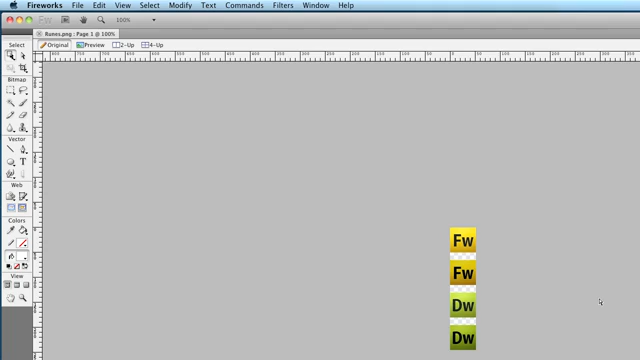 Fireworks File Edit View Select Modify Text Commands Filters Window Help
Fw 100%
Runes.png : Page 1 @ 100%
Original Preview 2-Up 4-Up
Select
Bitmap
Vector
T
Web
Colors
View
Fw
Fw
Dw
Dw